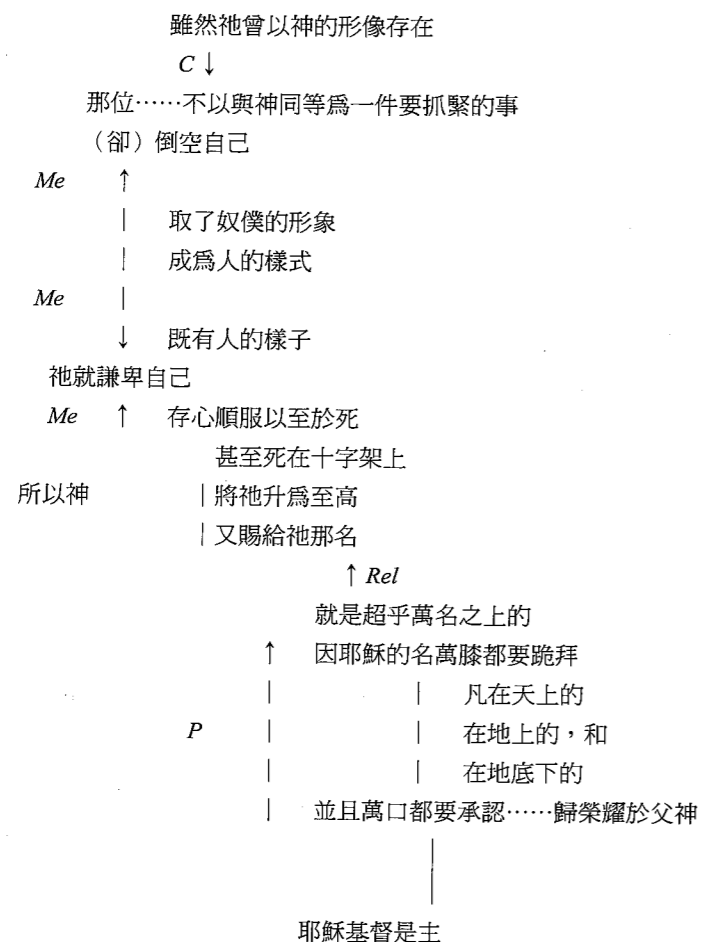 雖然祂曾以神的形像存在
C ↓
那位……不以與神同等爲一件要抓緊的事
（卻）倒空自己
Me ↑
| 取了奴僕的形象
| 成爲人的樣式
Me |
↓ 既有人的樣子
祂就謙卑自己
Me ↑ 存心順服以至於死
甚至死在十字架上
所以神 | 將祂升爲至高
| 又賜給祂那名
↑ Rel
就是超乎萬名之上的
↑ 因耶穌的名萬膝都要跪拜
| | 凡在天上的
P | | 在地上的，和
| | 在地底下的
| 並且萬口都要承認……歸榮耀於父神
|
耶穌基督是主